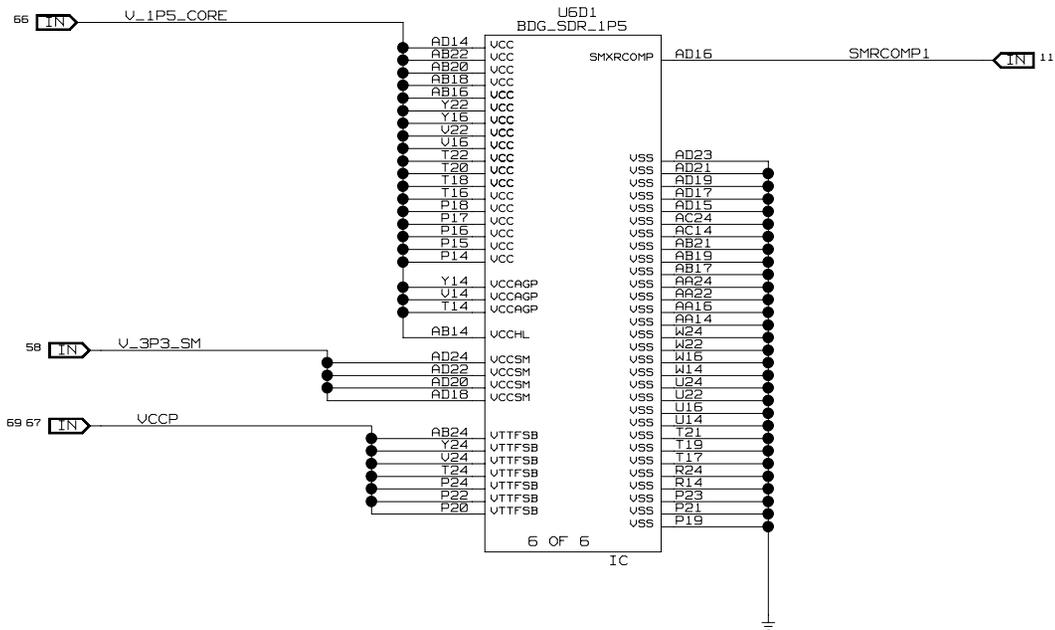 U6D1
BDG_SDR_1P5
66 IN V_1P5_CORE
AD14 VCC
AB22 VCC
AB20 VCC
AB18 VCC
AB16 VCC
Y22 VCC
Y16 VCC
V22 VCC
V16 VCC
T22 VCC
T20 VCC
T18 VCC
T16 VCC
P18 VCC
P17 VCC
P16 VCC
P15 VCC
P14 VCC
Y14 VCCAGP
V14 VCCAGP
T14 VCCAGP
AB14 VCCHL
58 IN V_3P3_SM
AD24 VCCSM
AD22 VCCSM
AD20 VCCSM
AD18 VCCSM
69 67 IN VCCP
AB24 VTTFSB
Y24 VTTFSB
V24 VTTFSB
T24 VTTFSB
P24 VTTFSB
P22 VTTFSB
P20 VTTFSB
SMXRCOMP AD16 SMRCOMP1 IN 11
VSS AD23
VSS AD21
VSS AD19
VSS AD17
VSS AD15
VSS AC24
VSS AC14
VSS AB21
VSS AB19
VSS AB17
VSS AA24
VSS AA22
VSS AA16
VSS AA14
VSS W24
VSS W22
VSS W16
VSS W14
VSS U24
VSS U22
VSS U16
VSS U14
VSS T21
VSS T19
VSS T17
VSS R24
VSS R14
VSS P23
VSS P21
VSS P19
6 OF 6
IC